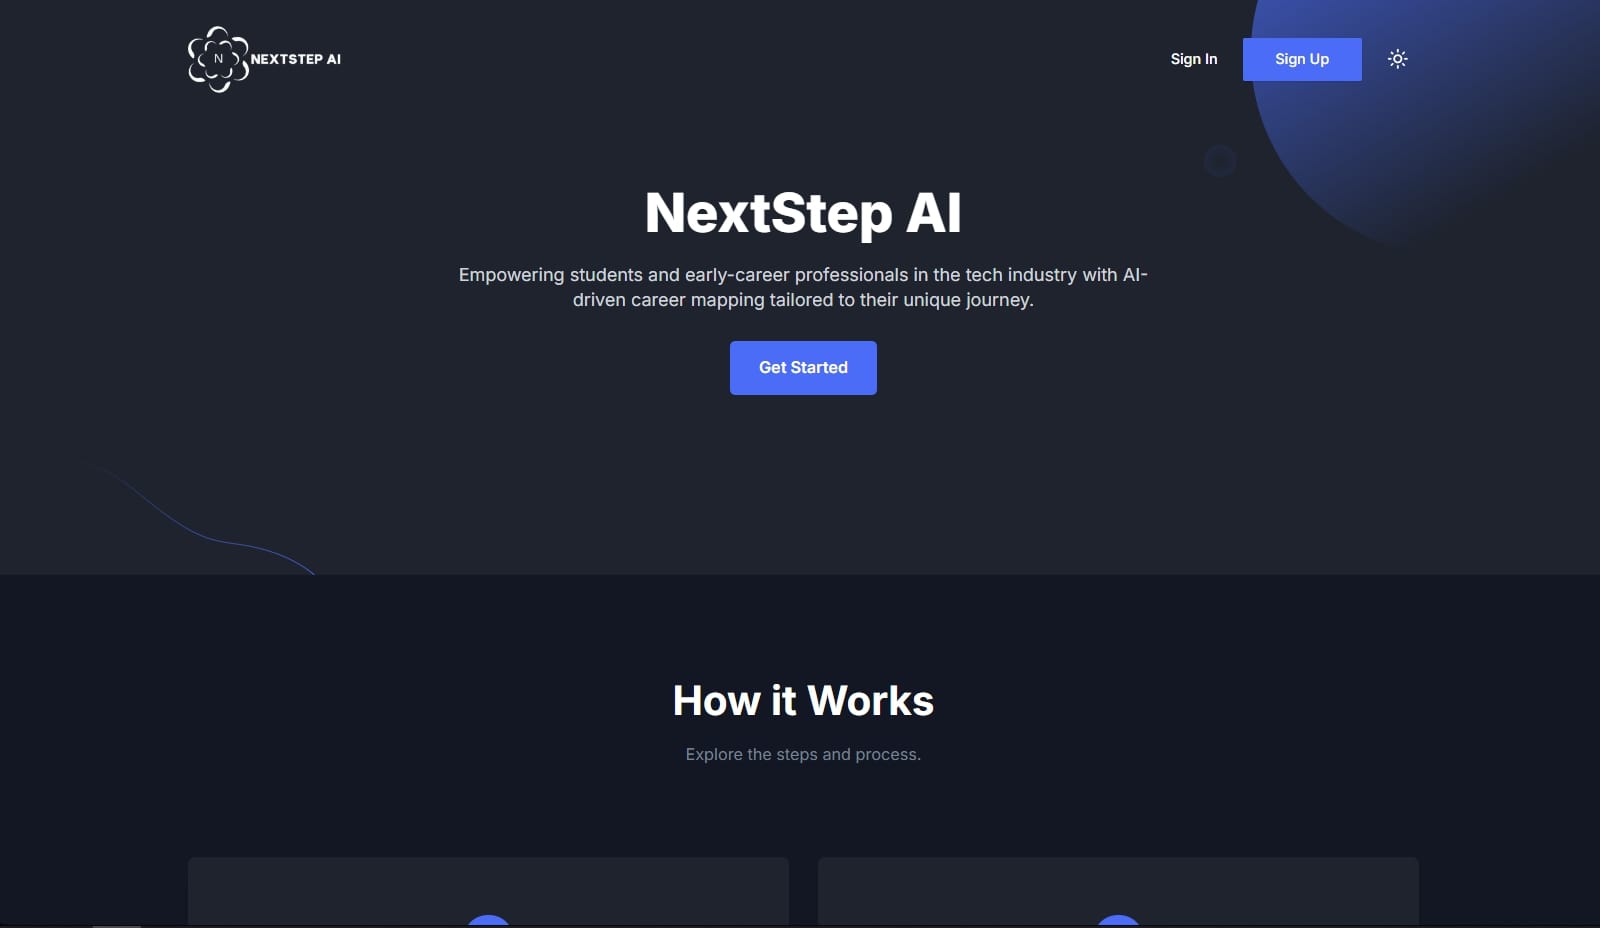 N
NEXTSTEP AI
Sign In
Sign Up
NextStep AI
Empowering students and early-career professionals in the tech industry with AI-
driven career mapping tailored to their unique journey.
Get Started
How it Works
Explore the steps and process.